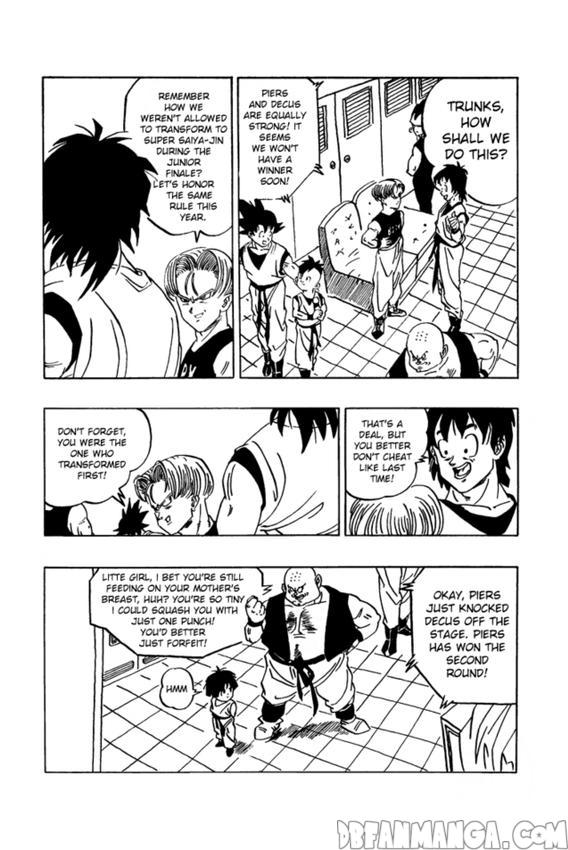 TRUNKS,
HOW
SHALL WE
DO THIS?
PIERS
AND DECUS
ARE EQUALLY
STRONG! IT
SEEMS
WE WON'T
HAVE A
WINNER
SOON!
REMEMBER
HOW WE
WEREN'T ALLOWED
TO TRANSFORM TO
SUPER SAIYA-JIN
DURING THE
JUNIOR
FINALE?
LET'S HONOR
THE SAME
RULE THIS
YEAR.
THAT'S A
DEAL, BUT
YOU BETTER
DON'T CHEAT
LIKE LAST
TIME!
DON'T FORGET,
YOU WERE THE
ONE WHO
TRANSFORMED
FIRST!
OKAY, PIERS
JUST KNOCKED
DECUS OFF THE
STAGE. PIERS
HAS WON THE
SECOND
ROUND!
LITTE GIRL, I BET YOU'RE STILL
FEEDING ON YOUR MOTHER'S
BREAST, HUH? YOU'RE SO TINY
I COULD SQUASH YOU WITH
JUST ONE PUNCH!
YOU'D BETTER
JUST FORFEIT!
HMM
DBFANMANGA.COM